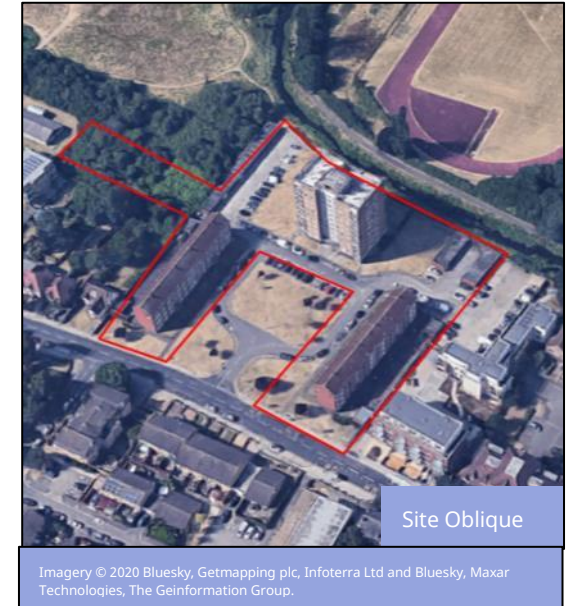 Site Oblique
Imagery © 2020 Bluesky, Getmapping plc, Infoterra Ltd and Bluesky, Maxar
Technologies, The Geinformation Group.